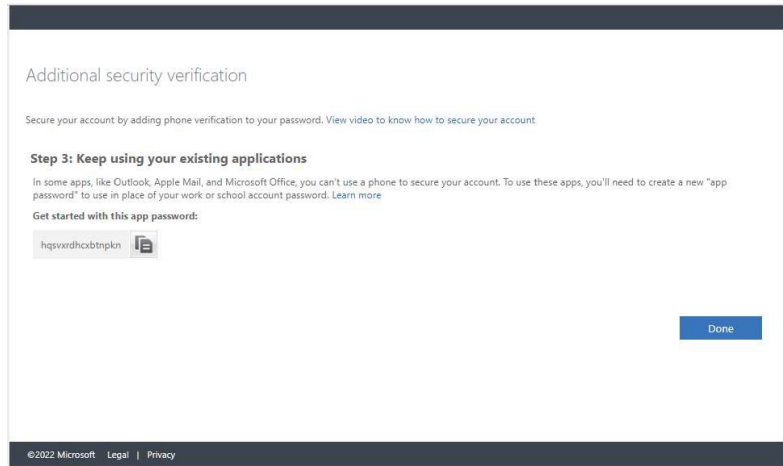 Additional security verification
Secure your account by adding phone verification to your password. View video to know how to secure your account
Step 3: Keep using your existing applications
In some apps, like Outlook, Apple Mail, and Microsoft Office, you can't use a phone to secure your account. To use these apps, you'll need to create a new "app
password" to use in place of your work or school account password. Learn more
Get started with this app password:
hqsvxrdhcxbtnpkn
Done
©2022 Microsoft Legal | Privacy